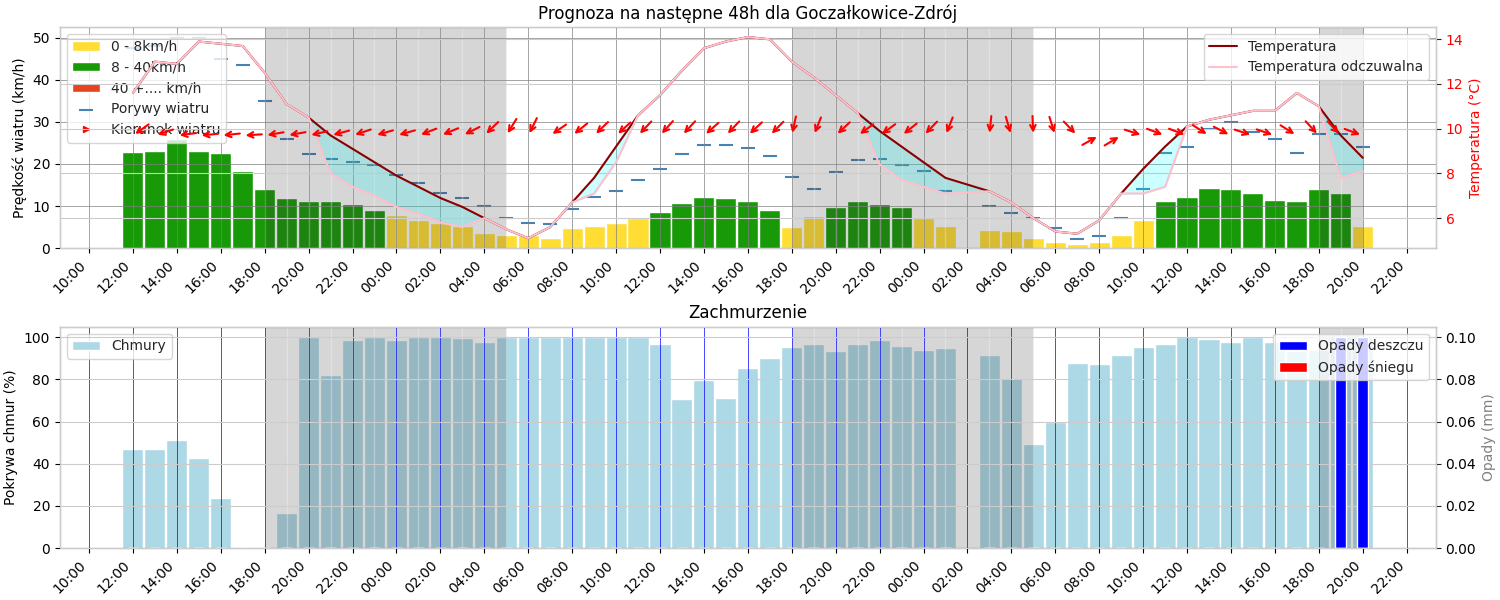 Prognoza na następne 48h dla Goczałkowice-Zdrój
Prędkość wiatru (km/h)
50
40
30
20
10
0
0 - 8km/h
8 - 40km/h
40 +.... km/h
Porywy wiatru
Kierunek wiatru
Temperatura
Temperatura odczuwalna
14
12
10
8
6
Temperatura (°C)
10:00 12:00 14:00 16:00 18:00 20:00 22:00 00:00 02:00 04:00 06:00 08:00 10:00 12:00 14:00 16:00 18:00 20:00 22:00 00:00 02:00 04:00 06:00 08:00 10:00 12:00 14:00 16:00 18:00 20:00 22:00
Zachmurzenie
Pokrywa chmur (%)
100
80
60
40
20
0
Chmury
Opady deszczu
Opady śniegu
0.10
0.08
0.06
0.04
0.02
0.00
Opady (mm)
10:00 12:00 14:00 16:00 18:00 20:00 22:00 00:00 02:00 04:00 06:00 08:00 10:00 12:00 14:00 16:00 18:00 20:00 22:00 00:00 02:00 04:00 06:00 08:00 10:00 12:00 14:00 16:00 18:00 20:00 22:00